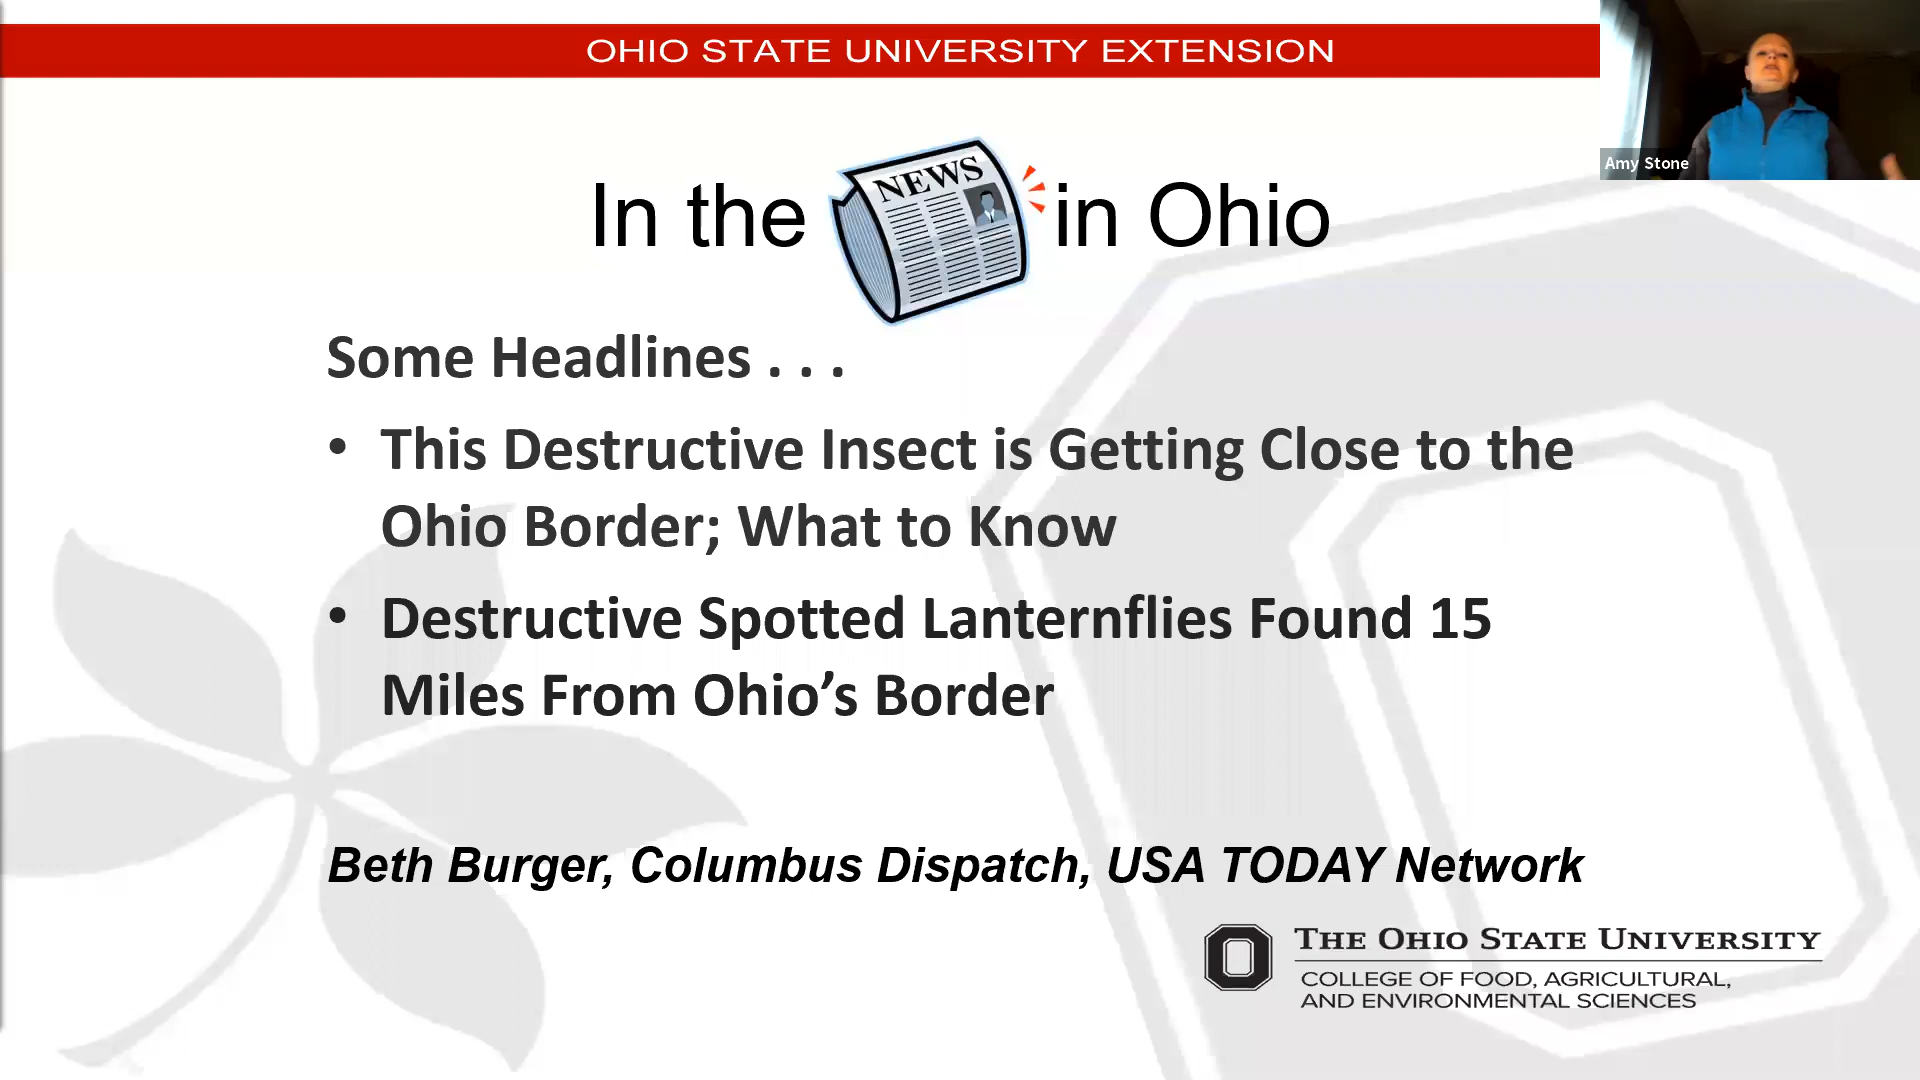 OHIO STATE UNIVERSITY EXTENSION
Amy Stone
In the NEWS in Ohio
Some Headlines . . .
• This Destructive Insect is Getting Close to the
Ohio Border; What to Know
• Destructive Spotted Lanternflies Found 15
Miles From Ohio’s Border
Beth Burger, Columbus Dispatch, USA TODAY Network
THE OHIO STATE UNIVERSITY
COLLEGE OF FOOD, AGRICULTURAL,
AND ENVIRONMENTAL SCIENCES